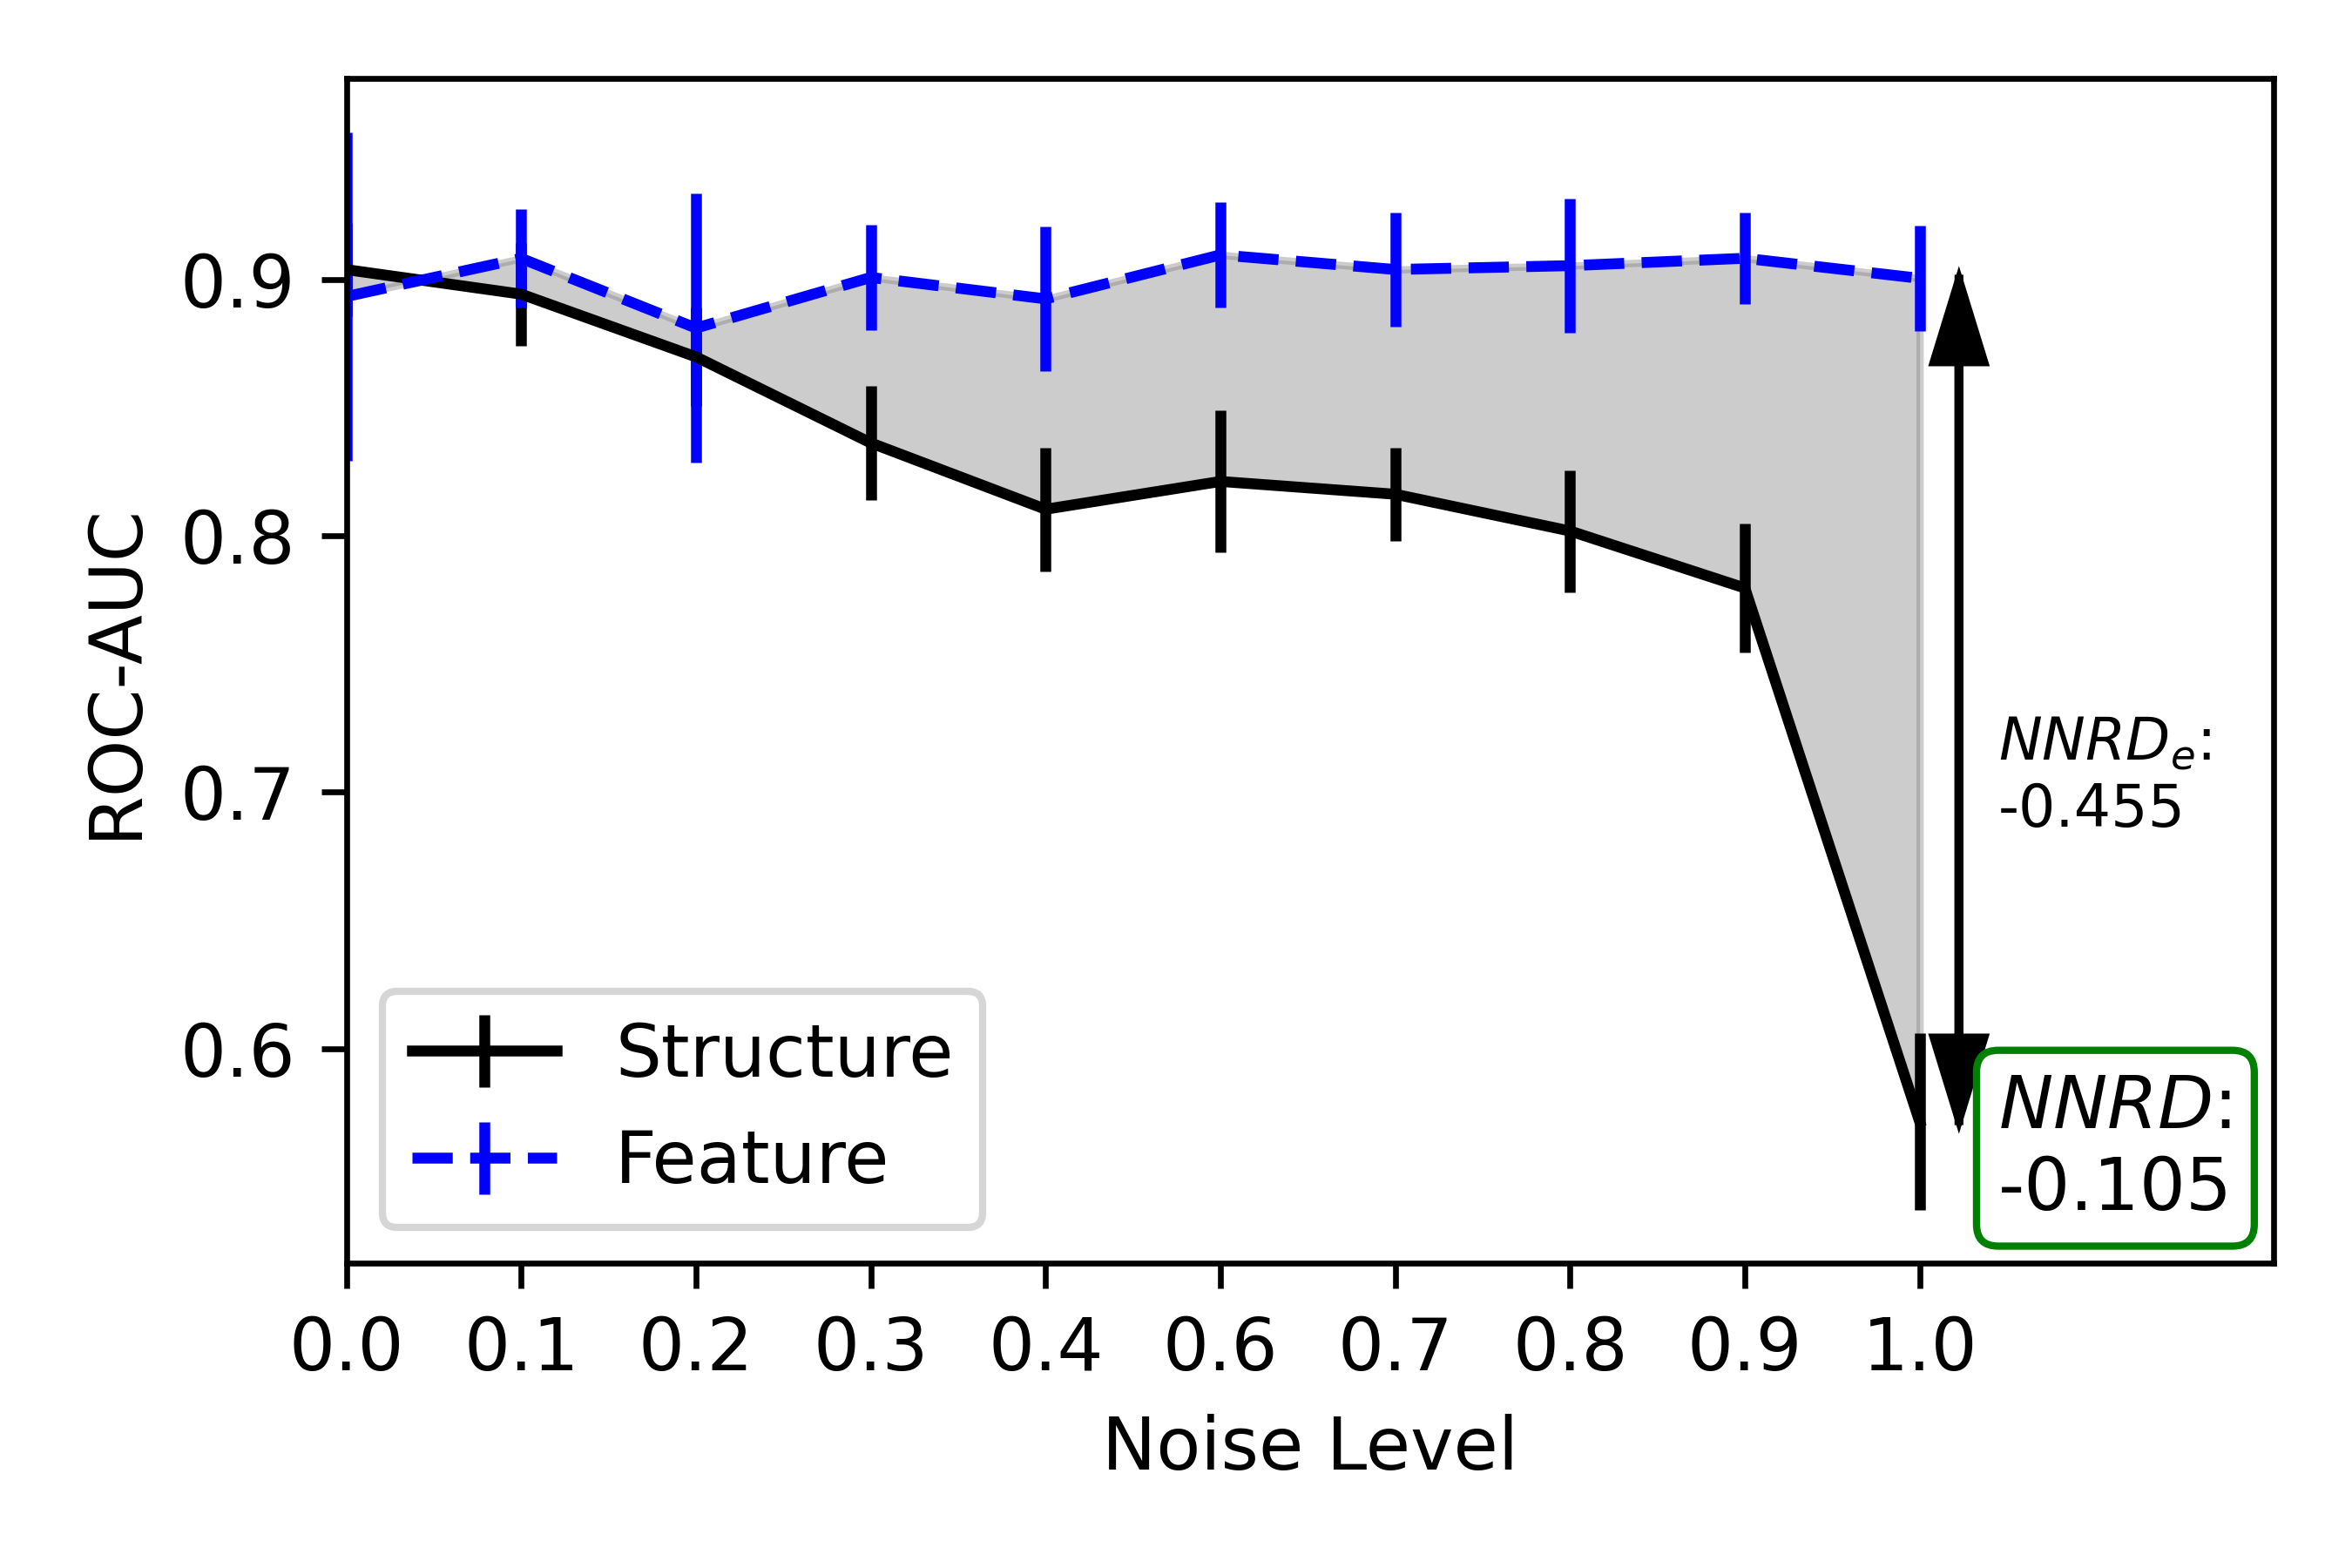 ROC-AUC
0.9
0.8
0.7
0.6
NNRDₑ:
-0.455
NNRD:
-0.105
Structure
Feature
0.0 0.1 0.2 0.3 0.4 0.6 0.7 0.8 0.9 1.0
Noise Level